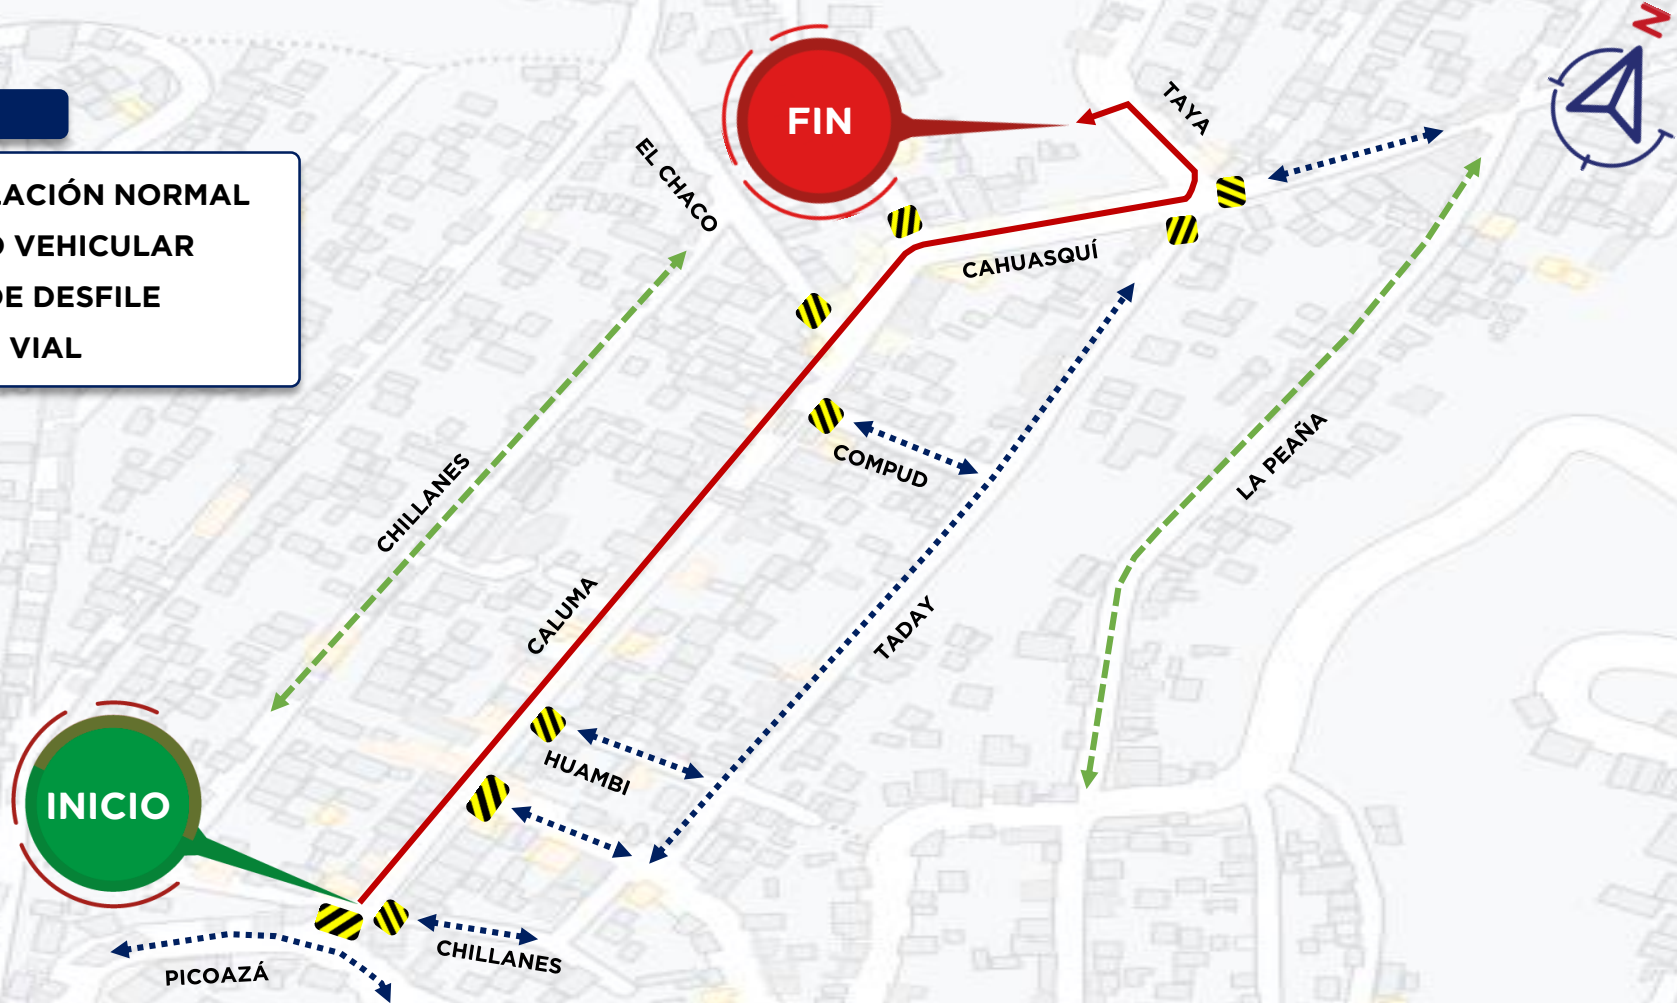 N
FIN
TAYA
EL CHACO
LACIÓN NORMAL
O VEHICULAR
DE DESFILE
VIAL
CAHUASQUÍ
COMPUD
LA PEAÑA
CHILLANES
CALUMA
TADAY
HUAMBI
INICIO
CHILLANES
PICOAZÁ